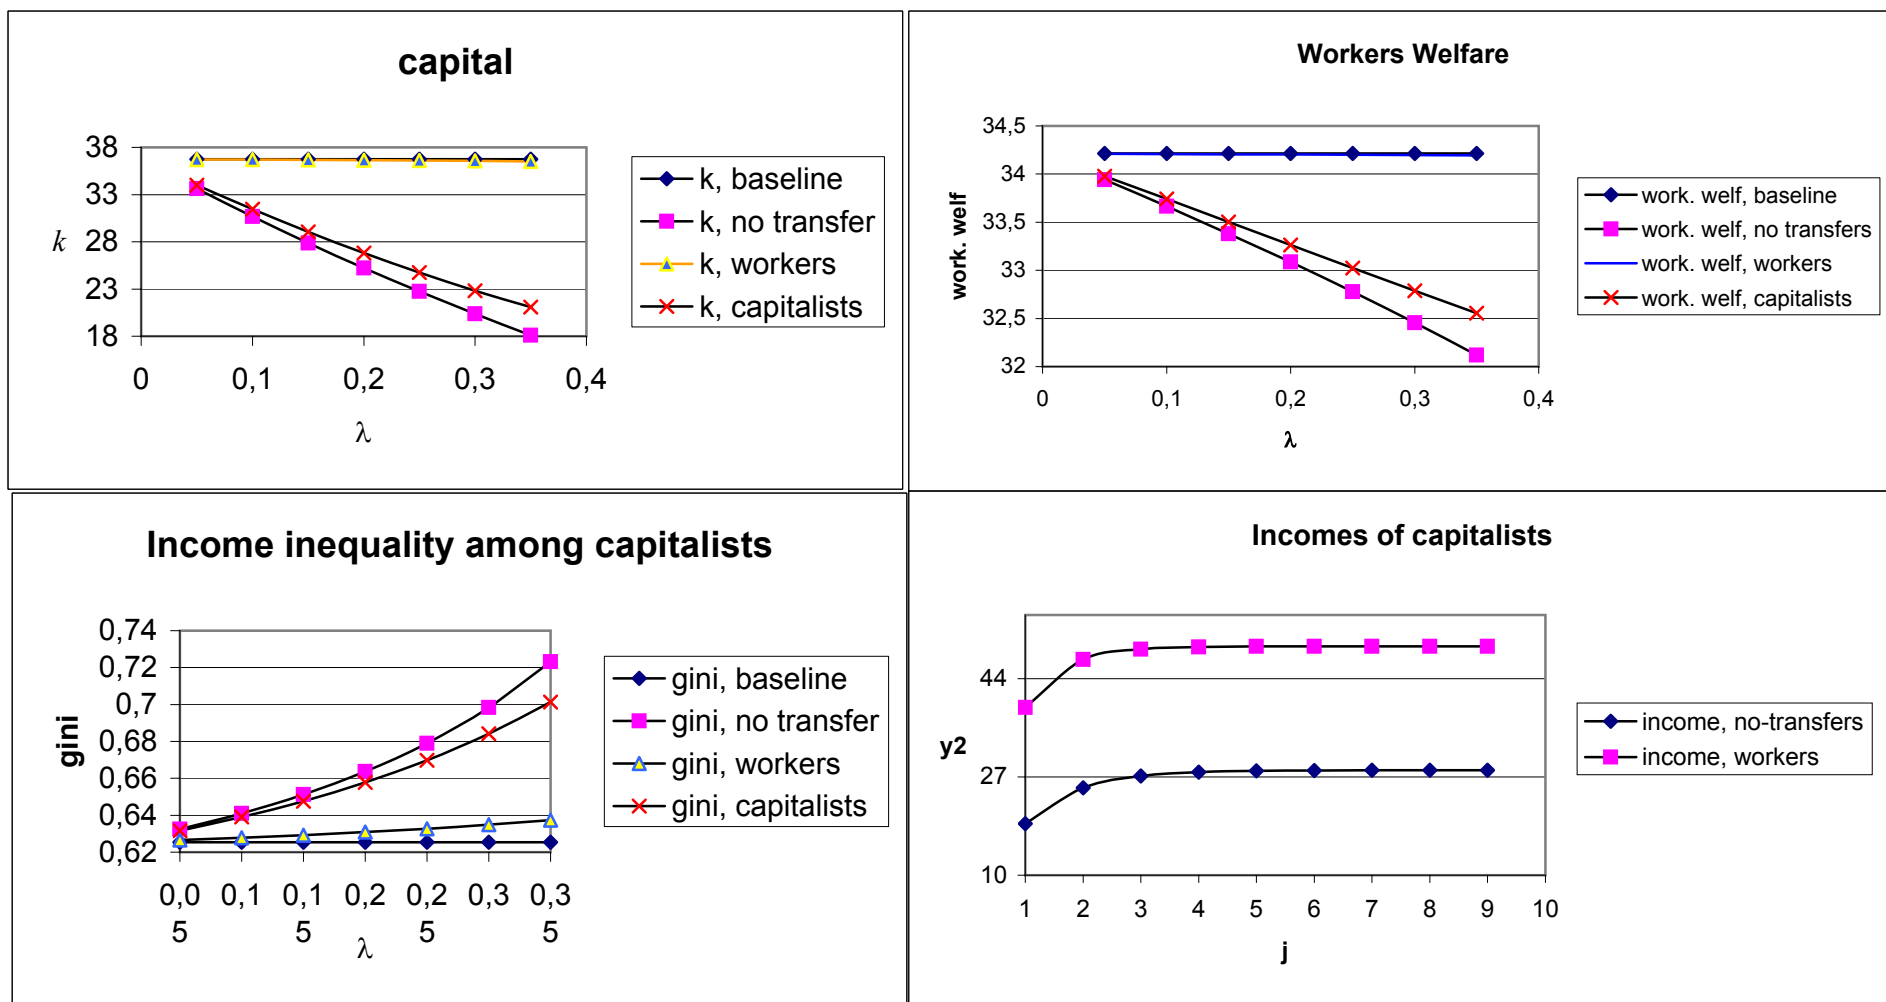 capital
38
33
28
23
18
k
0
0,1
0,2
0,3
0,4
λ
k, baseline
k, no transfer
k, workers
k, capitalists
Workers Welfare
34,5
34
33,5
33
32,5
32
work. welf
0
0,1
0,2
0,3
0,4
λ
work. welf, baseline
work. welf, no transfers
work. welf, workers
work. welf, capitalists
Income inequality among capitalists
0,74
0,72
0,7
0,68
0,66
0,64
0,62
gini
0,0 0,1 0,1 0,2 0,2 0,3 0,3
5 5 5 5
λ
gini, baseline
gini, no transfer
gini, workers
gini, capitalists
Incomes of capitalists
44
27
10
y2
1 2 3 4 5 6 7 8 9 10
j
income, no-transfers
income, workers